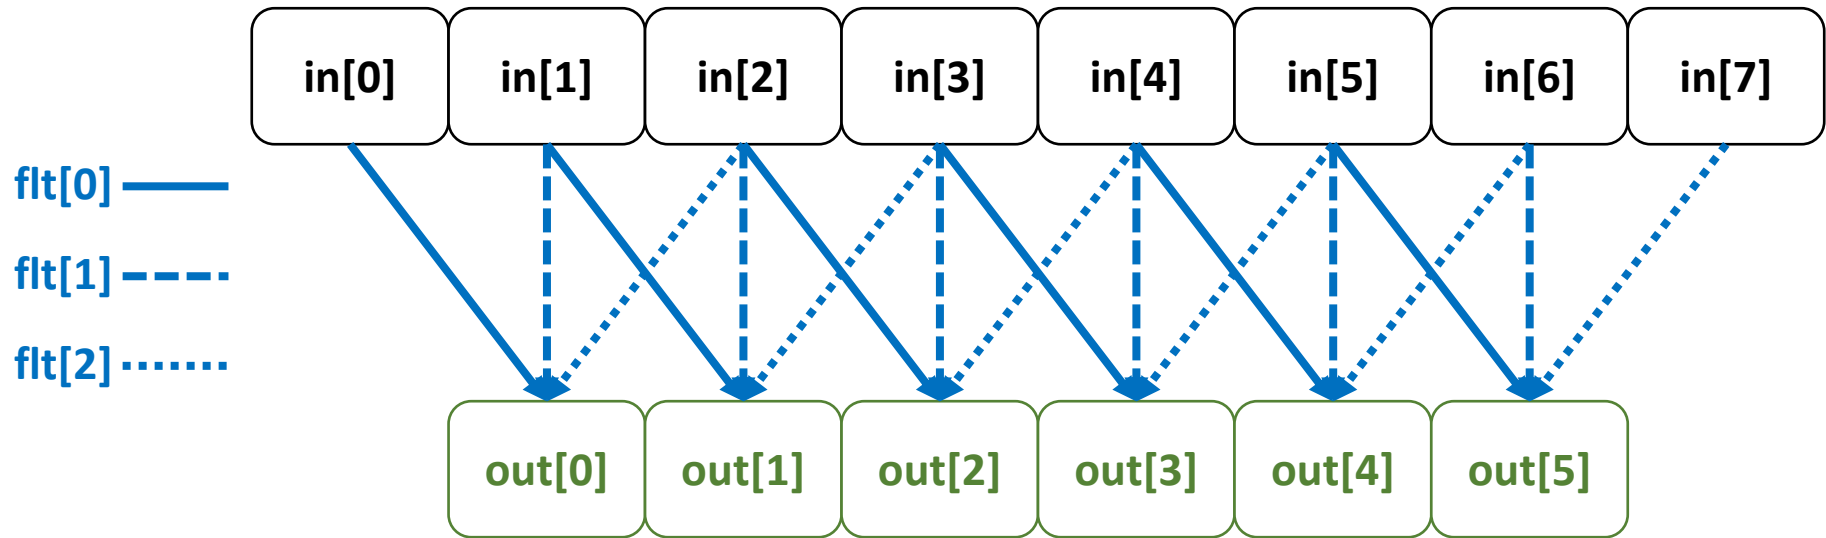 in[0] in[1] in[2] in[3] in[4] in[5] in[6] in[7]
flt[0]
flt[1]
flt[2]
out[0] out[1] out[2] out[3] out[4] out[5]